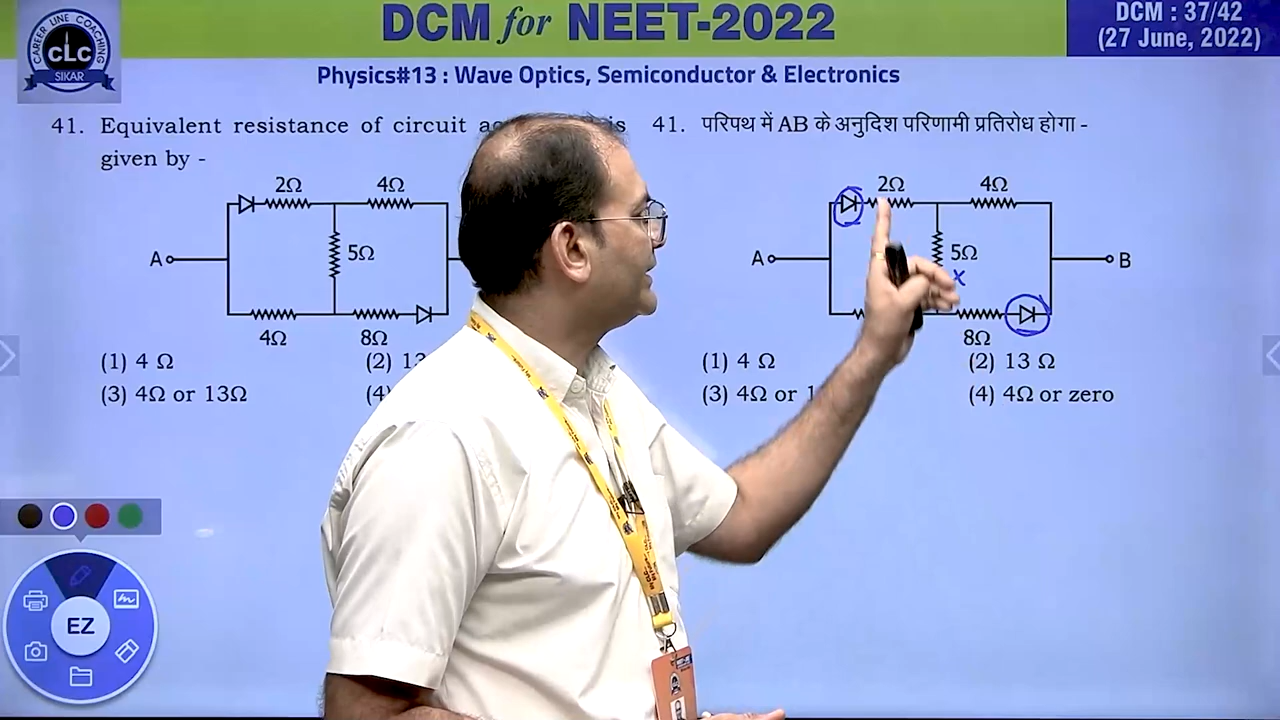 DCM for NEET-2022
DCM : 37/42
(27 June, 2022)
CAREER LINE COACHING
CLC
SIKAR
Physics#13 : Wave Optics, Semiconductor & Electronics
41. Equivalent resistance of circuit is
given by -
2Ω 4Ω
A 5Ω
4Ω 8Ω
(1) 4 Ω (2)
(3) 4Ω or 13Ω
41. परिपथ में AB के अनुदिश परिणामी प्रतिरोध होगा -
2Ω 4Ω
A 5Ω B
x
8Ω
(1) 4 Ω (2) 13 Ω
(3) 4Ω or (4) 4Ω or zero
EZ